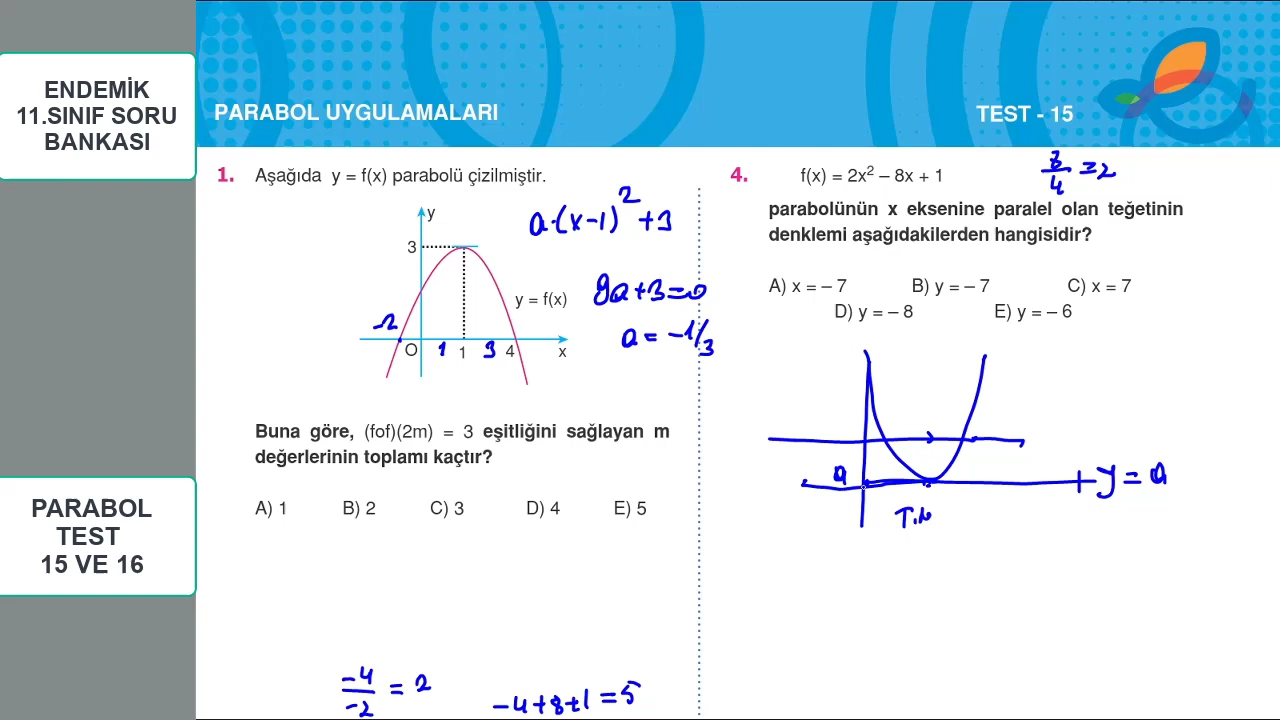 ENDEMİK
11.SINIF SORU
BANKASI
PARABOL
TEST
15 VE 16
PARABOL UYGULAMALARI
TEST - 15
1. Aşağıda y = f(x) parabolü çizilmiştir.
y
3
y = f(x)
-2
O 1 1 3 4 x
a·(x-1)² + 3
9a+3=0
a = -1/3
Buna göre, (fof)(2m) = 3 eşitliğini sağlayan m
değerlerinin toplamı kaçtır?
A) 1 B) 2 C) 3 D) 4 E) 5
-4/-2 = 2
-4+8+1=5
4. f(x) = 2x² – 8x + 1
8/4 = 2
parabolünün x eksenine paralel olan teğetinin
denklemi aşağıdakilerden hangisidir?
A) x = – 7 B) y = – 7 C) x = 7
D) y = – 8 E) y = – 6
a
y = a
T.N